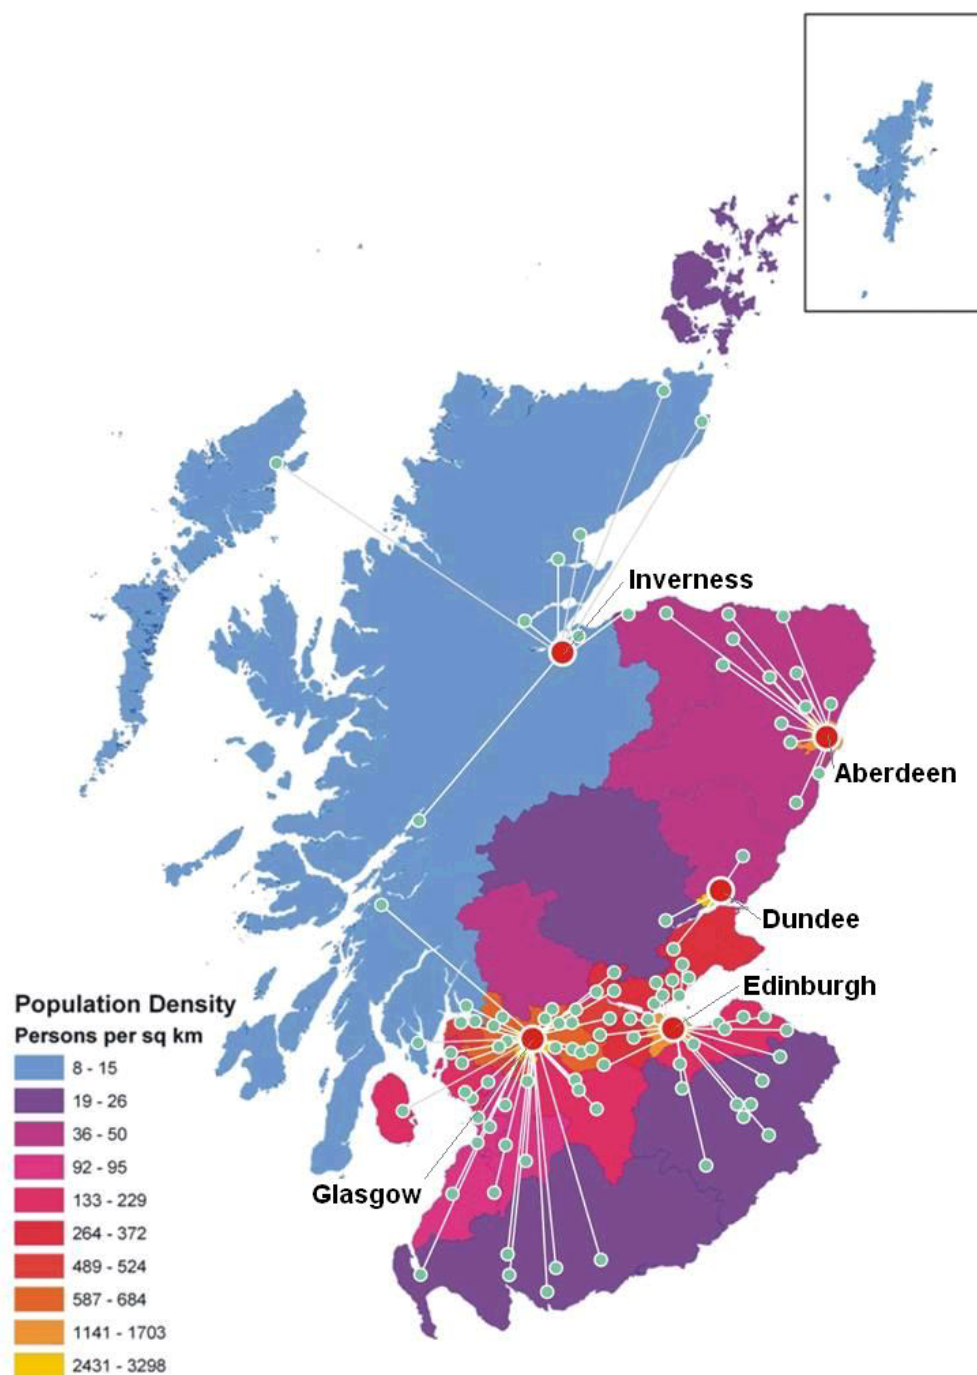 Inverness
Aberdeen
Dundee
Edinburgh
Glasgow
Population Density
Persons per sq km
8 - 15
19 - 26
36 - 50
92 - 95
133 - 229
264 - 372
489 - 524
587 - 684
1141 - 1703
2431 - 3298